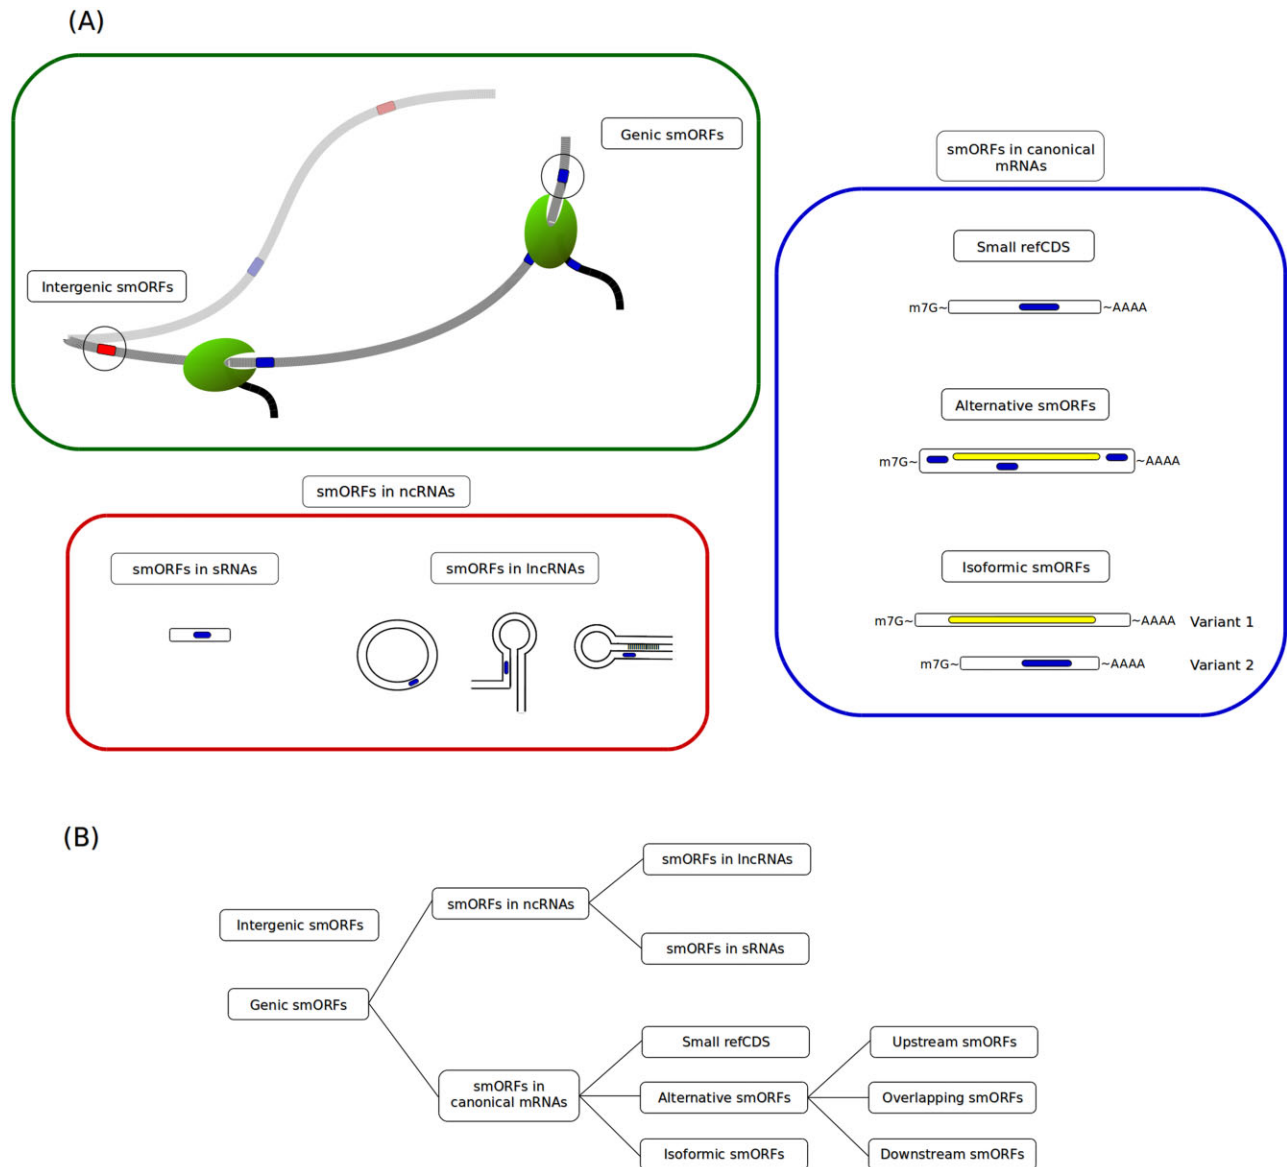 (A)
Genic smORFs
Intergenic smORFs
smORFs in canonical
mRNAs
Small refCDS
m7G~ ~AAAA
Alternative smORFs
m7G~ ~AAAA
Isoformic smORFs
m7G~ ~AAAA Variant 1
m7G~ ~AAAA Variant 2
smORFs in ncRNAs
smORFs in sRNAs
smORFs in lncRNAs
(B)
Intergenic smORFs
Genic smORFs
smORFs in ncRNAs
smORFs in lncRNAs
smORFs in sRNAs
smORFs in
canonical mRNAs
Small refCDS
Alternative smORFs
Isoformic smORFs
Upstream smORFs
Overlapping smORFs
Downstream smORFs